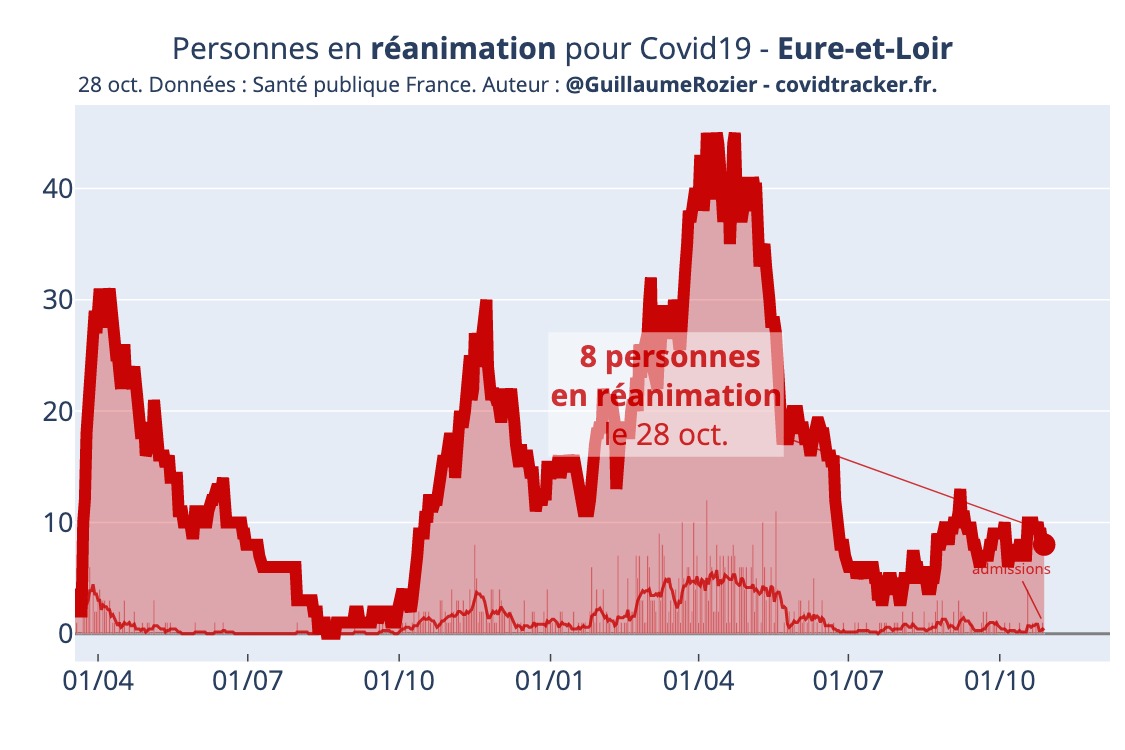 Personnes en réanimation pour Covid19 - Eure-et-Loir
28 oct. Données : Santé publique France. Auteur : @GuillaumeRozier - covidtracker.fr.
40
30
20
10
0
8 personnes
en réanimation
le 28 oct.
admissions
01/04 01/07 01/10 01/01 01/04 01/07 01/10